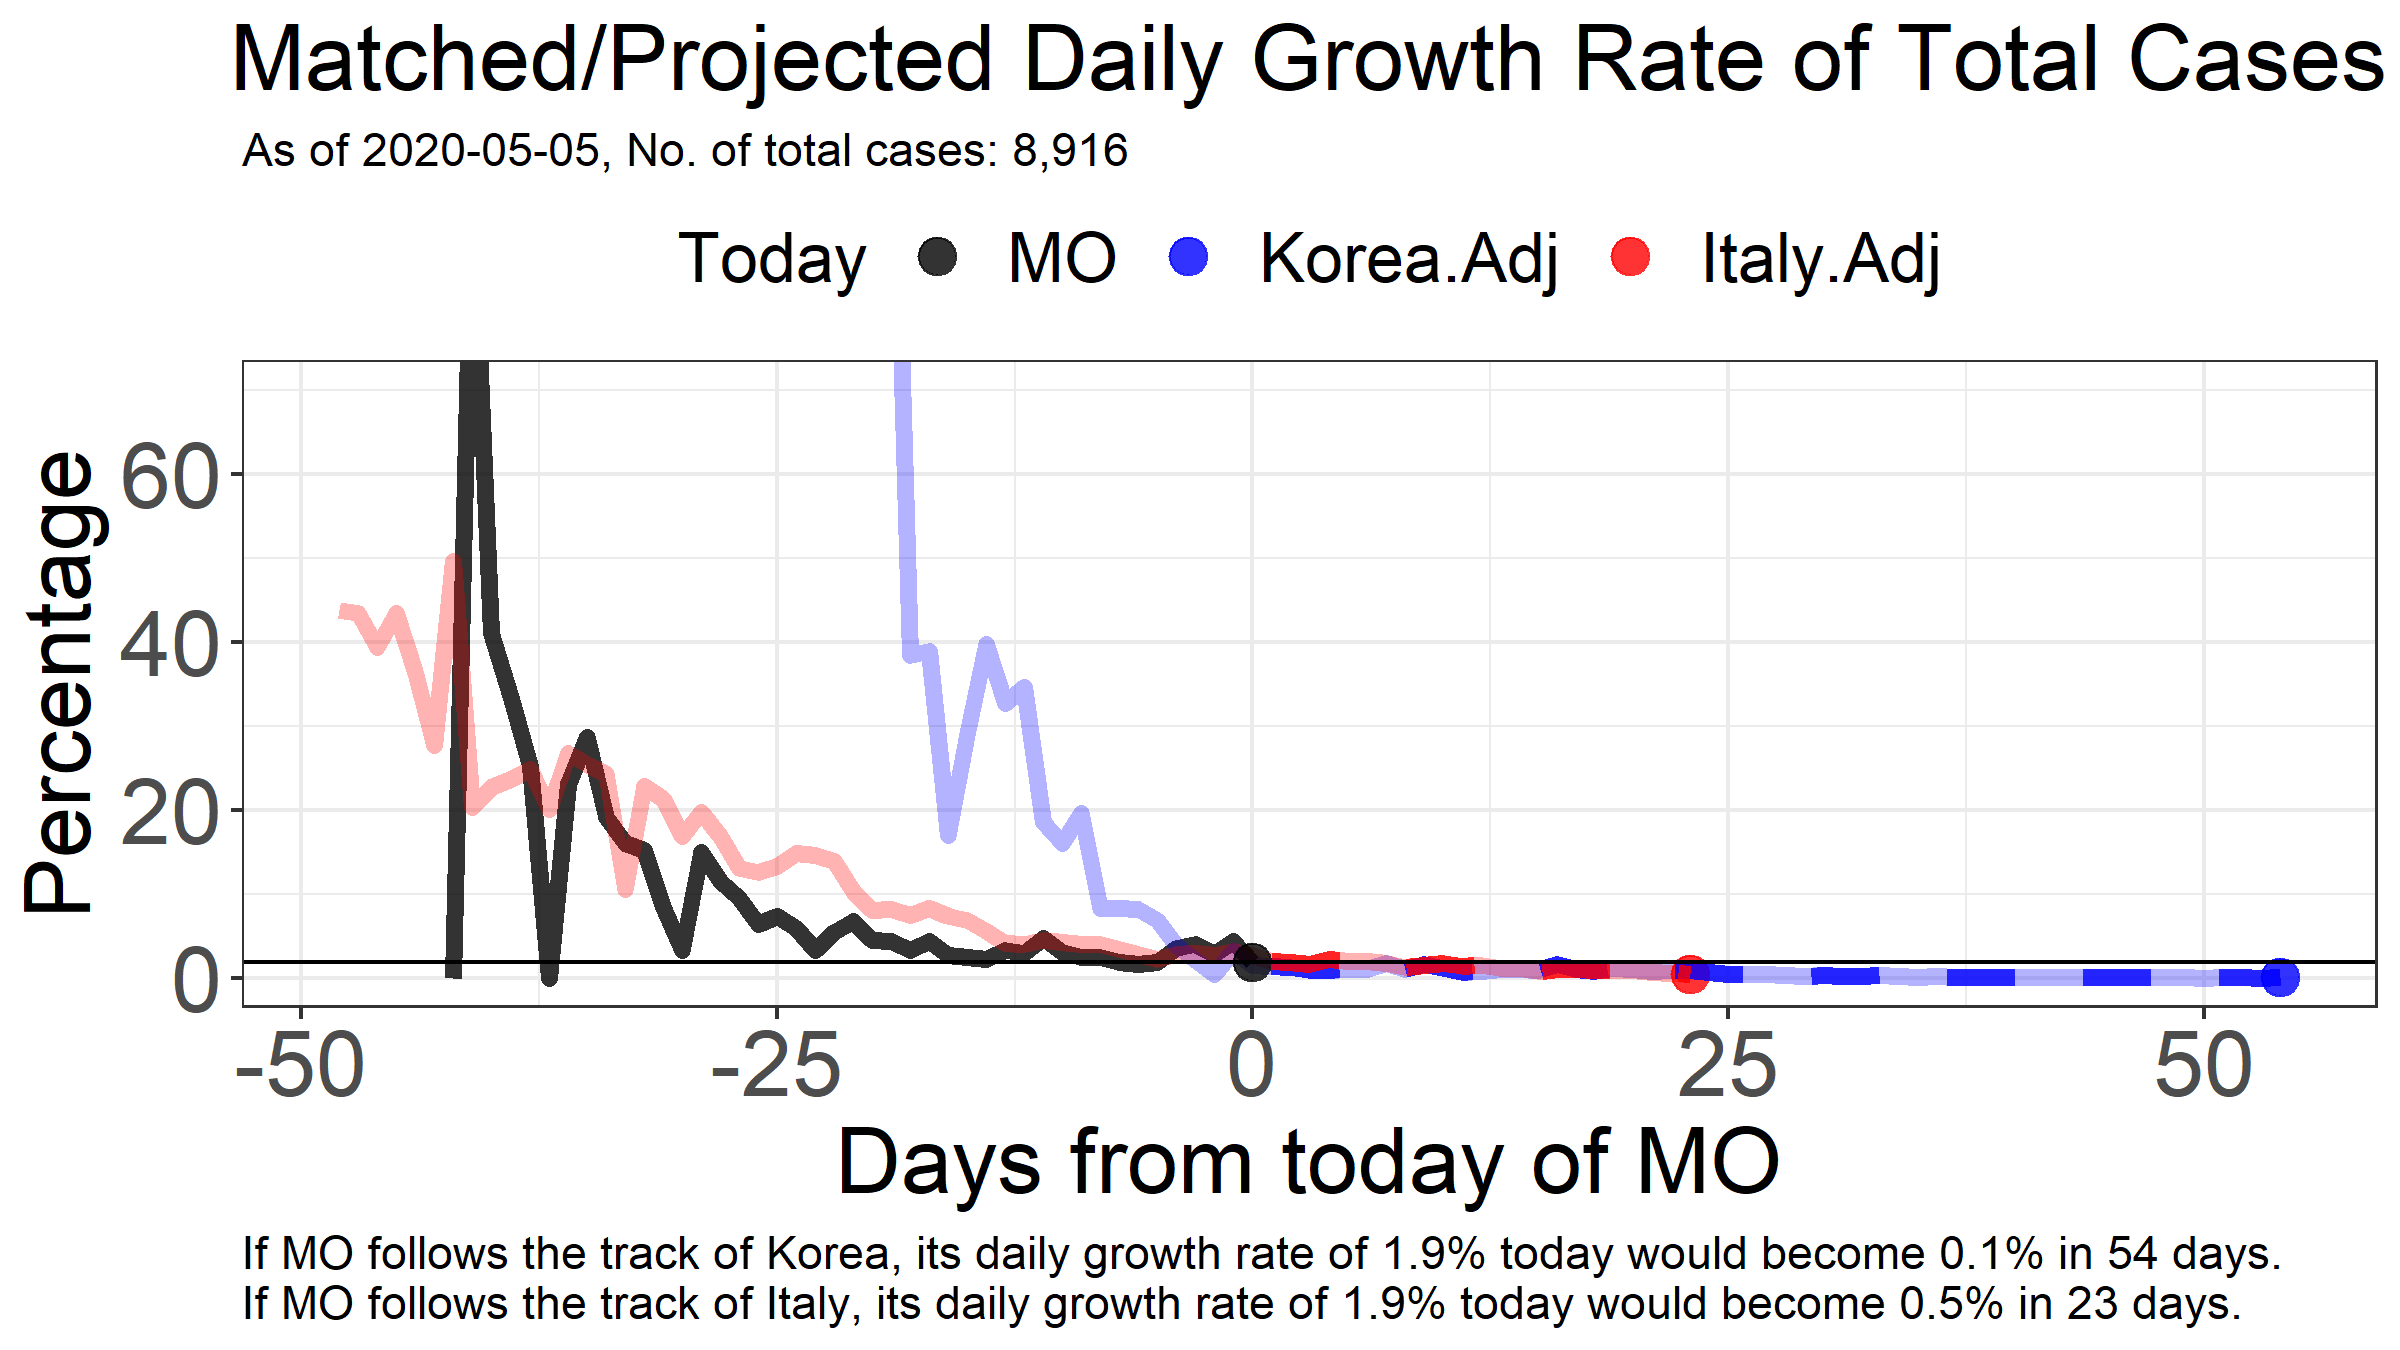 Matched/Projected Daily Growth Rate of Total Cases
As of 2020-05-05, No. of total cases: 8,916
Today MO Korea.Adj Italy.Adj
Percentage
60
40
20
0
-50 -25 0 25 50
Days from today of MO
If MO follows the track of Korea, its daily growth rate of 1.9% today would become 0.1% in 54 days.
If MO follows the track of Italy, its daily growth rate of 1.9% today would become 0.5% in 23 days.